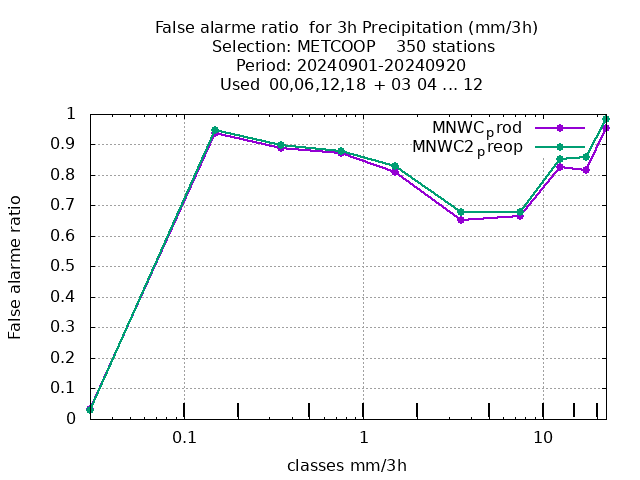 False alarme ratio  for 3h Precipitation (mm/3h)
Selection: METCOOP    350 stations
Period: 20240901-20240920
Used  00,06,12,18  + 03 04 ... 12
MNWCprod
MNWC2preop
1
0.9
0.8
0.7
0.6
0.5
0.4
0.3
0.2
0.1
0
False alarme ratio
0.1
1
10
classes mm/3h